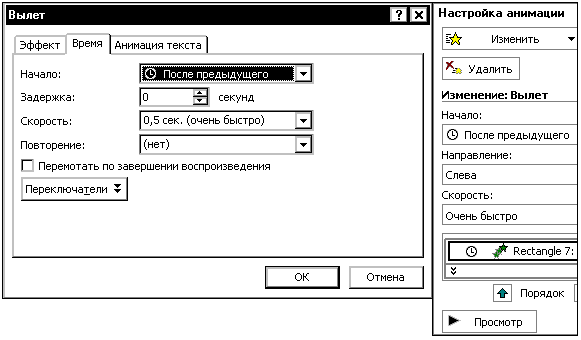 Вылет
Эффект
Время
Анимация текста
Начало:
После предыдущего
Задержка:
0
секунд
Скорость:
0,5 сек. (очень быстро)
Повторение:
(нет)
Перемотать по завершении воспроизведения
Переключатели
ОК
Отмена
Настройка анимации
Изменить
Удалить
Изменение: Вылет
Начало:
После предыдущего
Направление:
Слева
Скорость:
Очень быстро
Rectangle 7:
Порядок
Просмотр